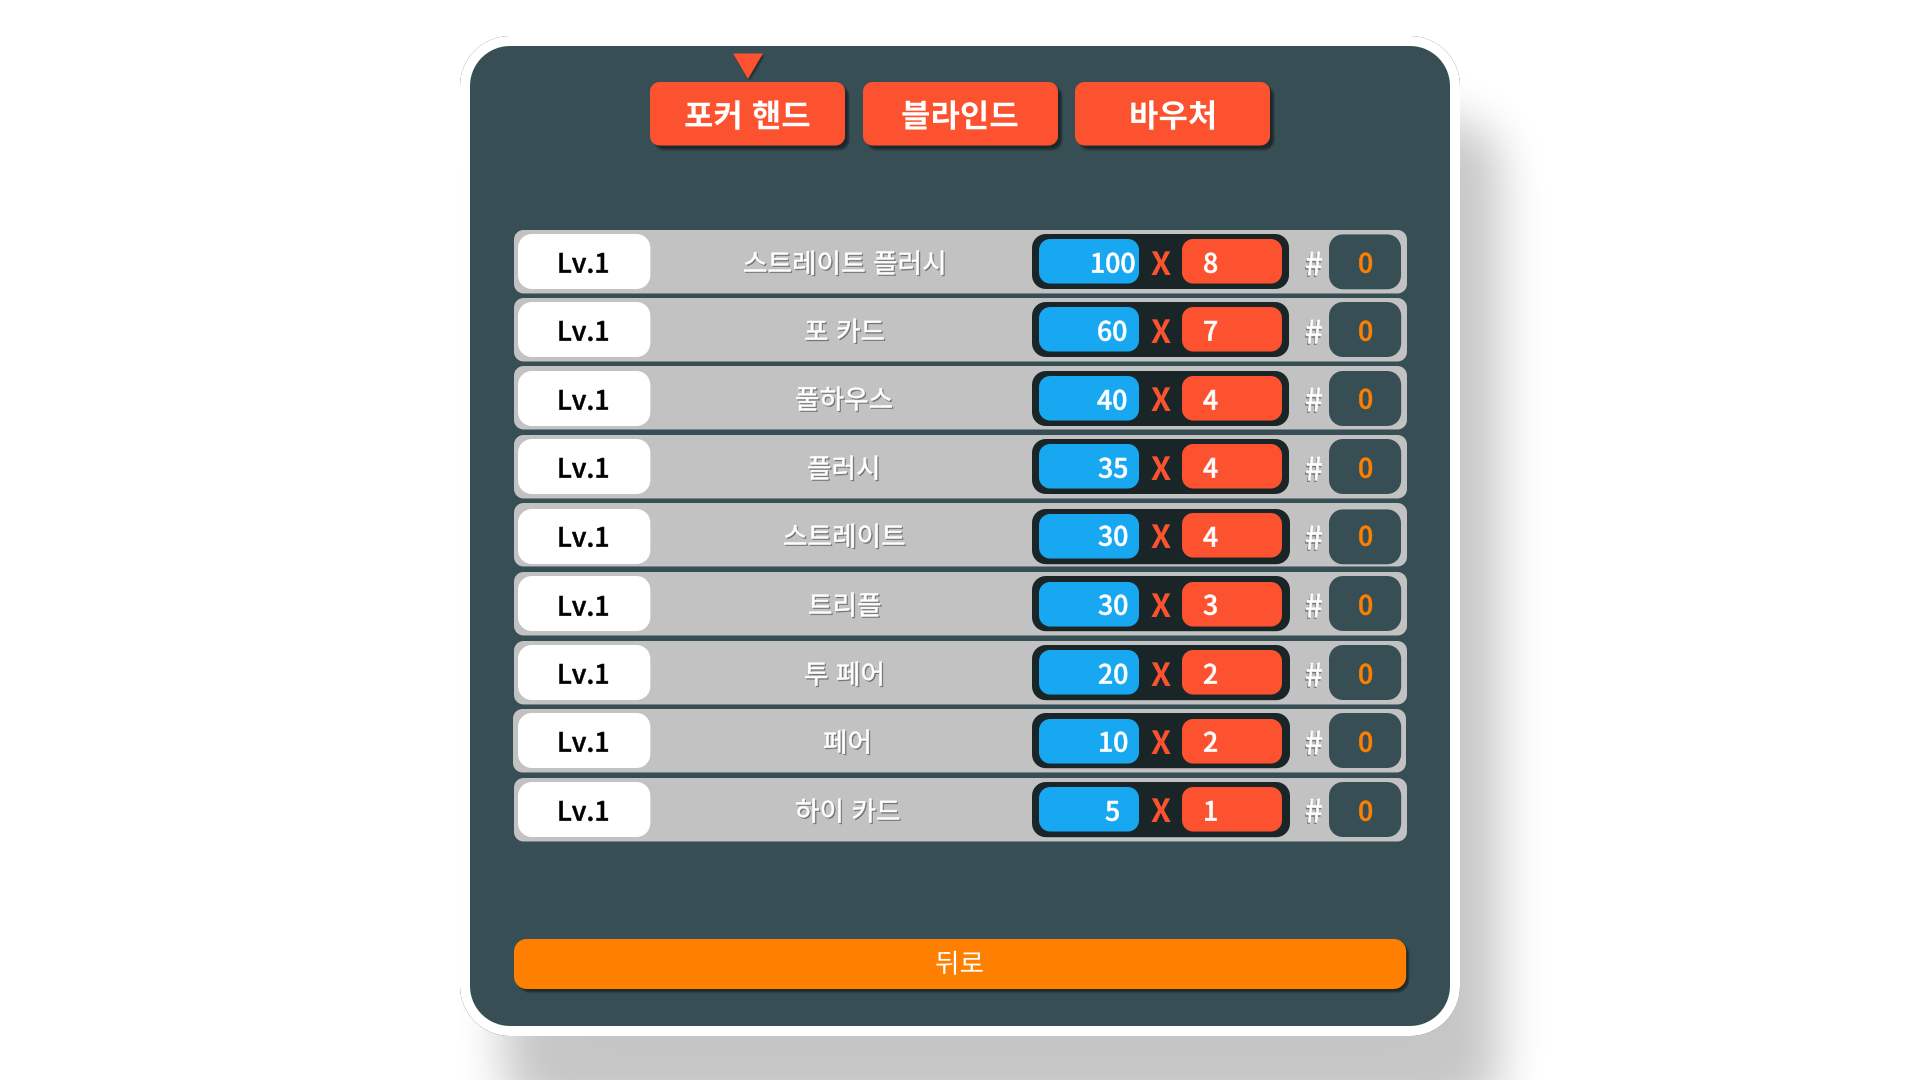 포커 핸드 블라인드 바우처
Lv.1 스트레이트 플러시 100 X 8 # 0
Lv.1 포 카드 60 X 7 # 0
Lv.1 풀하우스 40 X 4 # 0
Lv.1 플러시 35 X 4 # 0
Lv.1 스트레이트 30 X 4 # 0
Lv.1 트리플 30 X 3 # 0
Lv.1 투 페어 20 X 2 # 0
Lv.1 페어 10 X 2 # 0
Lv.1 하이 카드 5 X 1 # 0
뒤로